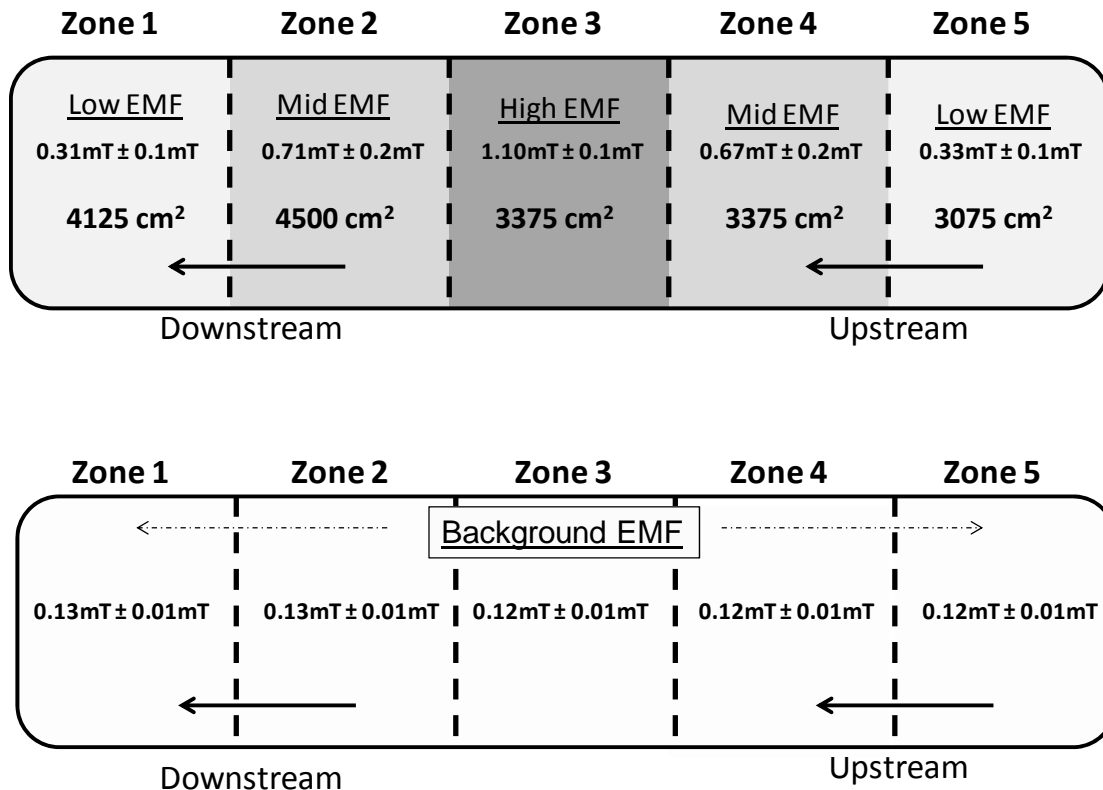 Zone 1 Zone 2 Zone 3 Zone 4 Zone 5
Low EMF Mid EMF High EMF Mid EMF Low EMF
0.31mT ± 0.1mT 0.71mT ± 0.2mT 1.10mT ± 0.1mT 0.67mT ± 0.2mT 0.33mT ± 0.1mT
4125 cm² 4500 cm² 3375 cm² 3375 cm² 3075 cm²
Downstream Upstream
Zone 1 Zone 2 Zone 3 Zone 4 Zone 5
Background EMF
0.13mT ± 0.01mT 0.13mT ± 0.01mT 0.12mT ± 0.01mT 0.12mT ± 0.01mT 0.12mT ± 0.01mT
Downstream Upstream